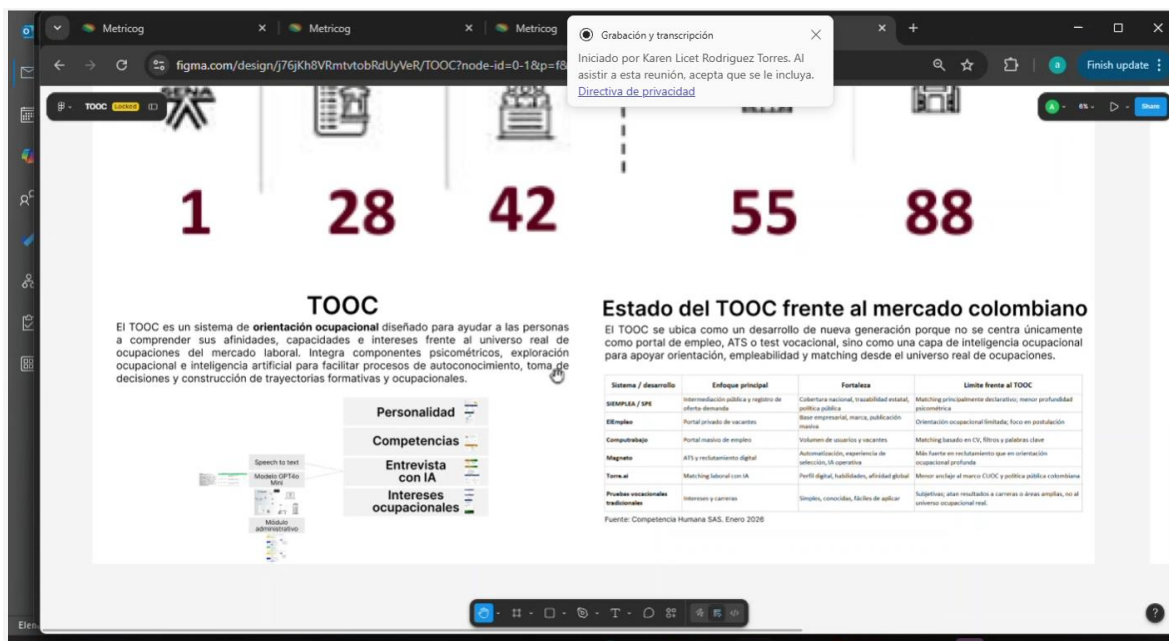 Metricog
Metricog
Metricog
Grabación y transcripción
Iniciado por Karen Licet Rodriguez Torres. Al
asistir a esta reunión, acepta que se le incluya.
Directiva de privacidad
figma.com/design/j76jKh8VRmtvtobRdUyVeR/TOOC?node-id=0-1&p=f&
Finish update
TOOC Locked
6%
Share
SENA
1
28
42
55
88
TOOC
El TOOC es un sistema de orientación ocupacional diseñado para ayudar a las personas
a comprender sus afinidades, capacidades e intereses frente al universo real de
ocupaciones del mercado laboral. Integra componentes psicométricos, exploración
ocupacional e inteligencia artificial para facilitar procesos de autoconocimiento, toma de
decisiones y construcción de trayectorias formativas y ocupacionales.
Personalidad
Competencias
Entrevista
con IA
Intereses
ocupacionales
Speech to text
Modelo GPT4o
Mini
Módulo
administrativo
Estado del TOOC frente al mercado colombiano
El TOOC se ubica como un desarrollo de nueva generación porque no se centra únicamente
como portal de empleo, ATS o test vocacional, sino como una capa de inteligencia ocupacional
para apoyar orientación, empleabilidad y matching desde el universo real de ocupaciones.
Sistema / desarrollo Enfoque principal Fortaleza Límite frente al TOOC
SIEMPLEA / SPE Intermediación pública y registro de oferta-demanda Cobertura nacional, trazabilidad estatal, política pública Matching principalmente declarativo; menor profundidad psicométrica
ElEmpleo Portal privado de vacantes Base empresarial, marca, publicación masiva Orientación ocupacional limitada; foco en postulación
Computrabajo Portal masivo de empleo Volumen de usuarios y vacantes Matching basado en CV, filtros y palabras clave
Magneto ATS y reclutamiento digital Automatización, experiencia de selección, IA operativa Más fuerte en reclutamiento que en orientación ocupacional profunda
Torre.ai Matching laboral con IA Perfil digital, habilidades, afinidad global Menor anclaje al marco CUOC y política pública colombiana
Pruebas vocacionales tradicionales Intereses y carreras Simples, conocidas, fáciles de aplicar Subjetivas; atan resultados a carreras o áreas amplias, no al universo ocupacional real.
Fuente: Competencia Humana SAS. Enero 2026
Elen